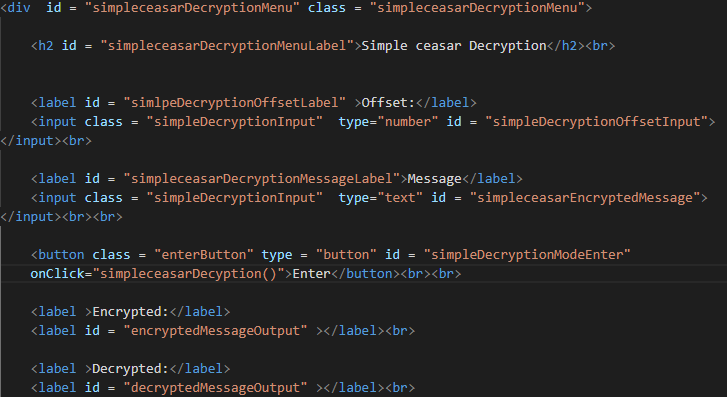 <div  id = "simpleceasarDecryptionMenu" class = "simpleceasarDecryptionMenu">
<h2 id = "simpleceasarDecryptionMenuLabel">Simple ceasar Decryption</h2><br>
<label id = "simlpeDecryptionOffsetLabel" >Offset:</label>
<input class = "simpleDecryptionInput"  type="number" id = "simpleDecryptionOffsetInput">
</input><br>
<label id = "simpleceasarDecryptionMessageLabel">Message</label>
<input class = "simpleDecryptionInput"  type="text" id = "simpleceasarEncryptedMessage">
</input><br><br>
<button class = "enterButton" type = "button" id = "simpleDecryptionModeEnter"
onClick="simpleceasarDecyption()">Enter</button><br><br>
<label >Encrypted:</label>
<label id = "encryptedMessageOutput" ></label><br>
<label >Decrypted:</label>
<label id = "decryptedMessageOutput" ></label><br>